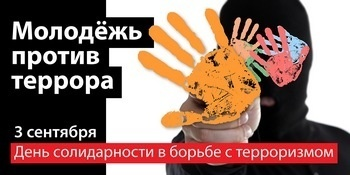 Молодёжь
против
террора
3 сентября
День солидарности в борьбе с терроризмом